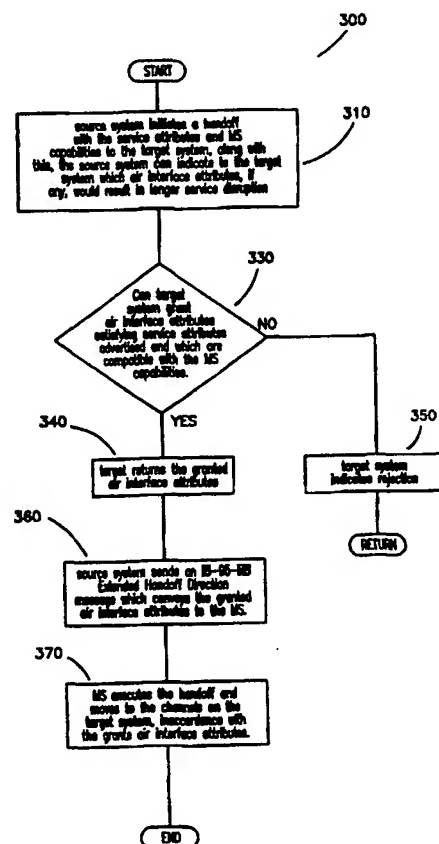 300
START
source system initiates a handoff
with the service attributes and MS
capabilities to the target system, along with
this, the source system can indicate to the target
system which air interface attributes, if
any, would result in longer service disruption
310
330
Can target
system grant
air interface attributes
satisfying service attributes
advertised and which are
compatible with the MS
capabilities.
NO
YES
340
350
target returns the granted
air interface attributes
target system
indicates rejection
RETURN
360
source system sends an
Extended Handoff Direction
message which conveys the granted
air interface attributes to the MS.
370
MS executes the handoff and
moves to the channels on the
target system, inaccordance with
the grants air interface attributes.
END